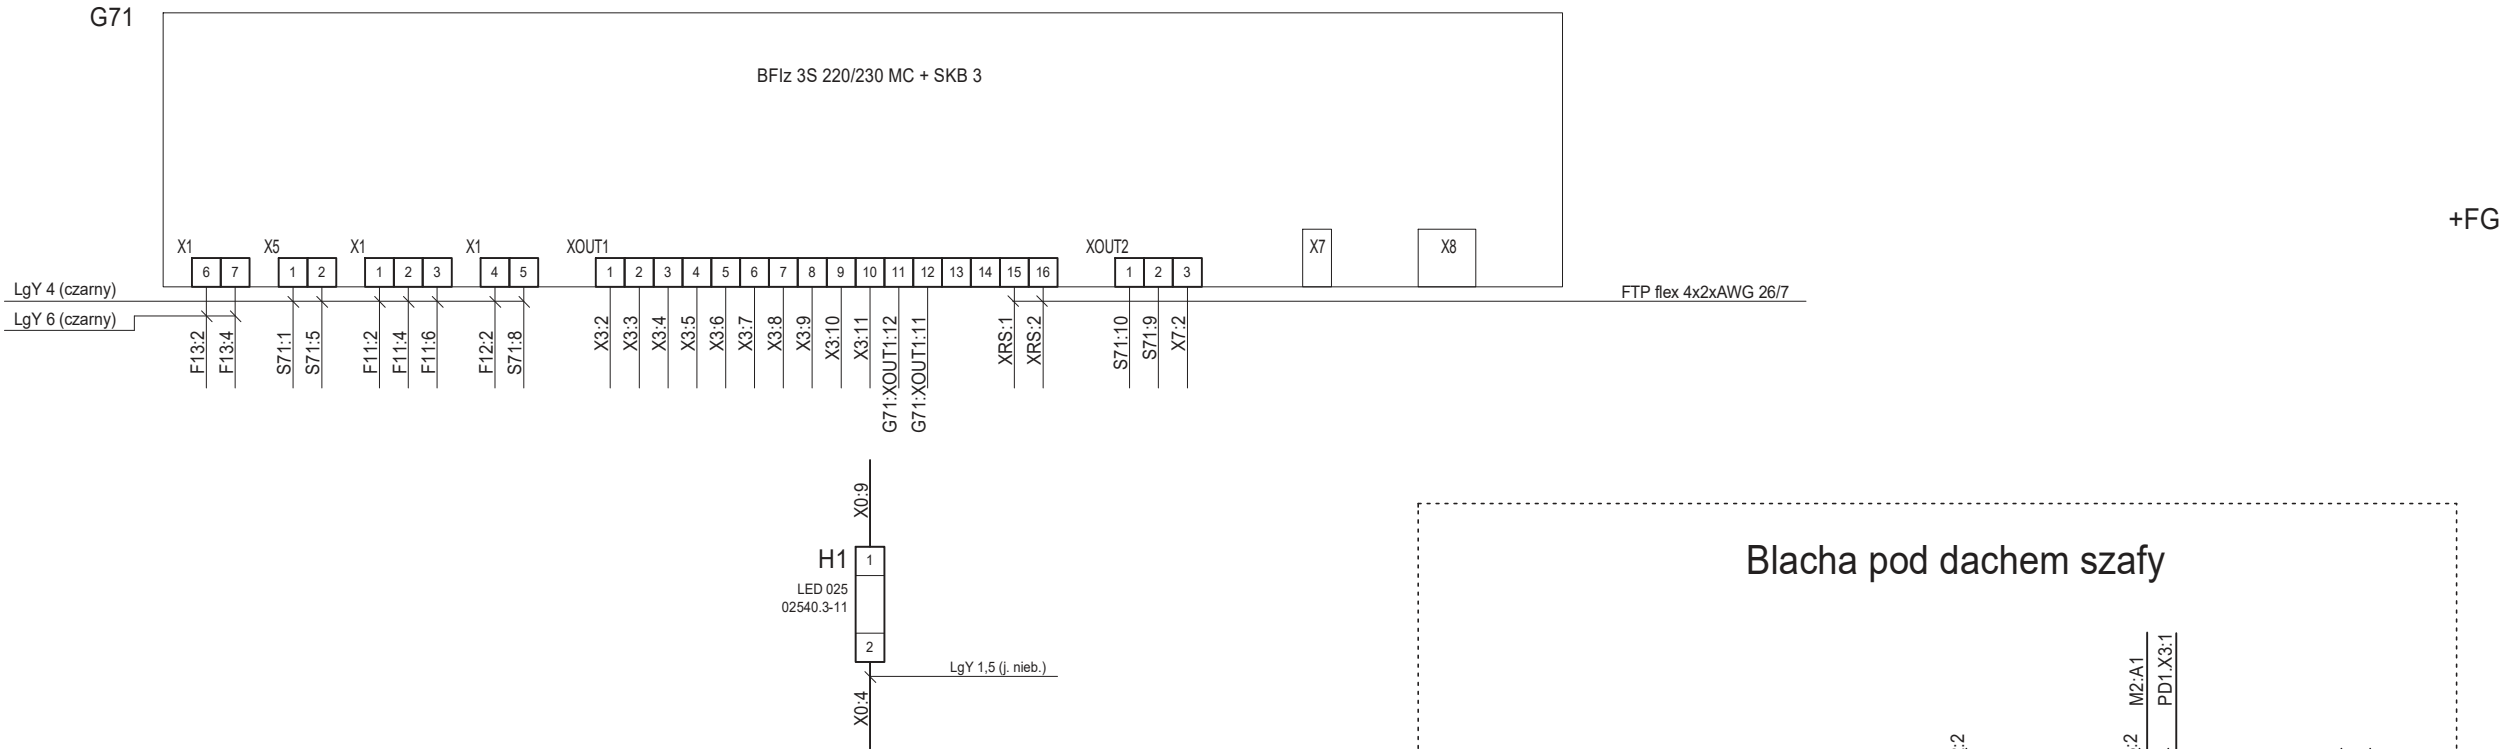 G71
BFIz 3S 220/230 MC + SKB 3
+FG
X1
X5
X1
X1
XOUT1
XOUT2
X7
X8
6 7
1 2
1 2 3
4 5
1 2 3 4 5 6 7 8 9 10 11 12 13 14 15 16
1 2 3
LgY 4 (czarny)
LgY 6 (czarny)
FTP flex 4x2xAWG 26/7
F13:2
F13:4
S71:1
S71:5
F11:2
F11:4
F11:6
F12:2
S71:8
X3:2
X3:3
X3:4
X3:5
X3:6
X3:7
X3:8
X3:9
X3:10
X3:11
G71:XOUT1:12
G71:XOUT1:11
XRS:1
XRS:2
S71:10
S71:9
X7:2
X0:9
H1
1
LED 025
02540.3-11
2
LgY 1,5 (j. nieb.)
X0:4
Blacha pod dachem szafy
M2:A1
PD1.X3:1